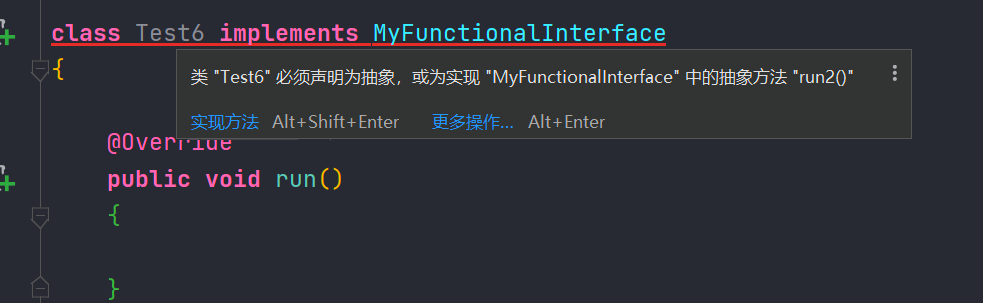 class Test6 implements MyFunctionalInterface
{
类 "Test6" 必须声明为抽象，或为实现 "MyFunctionalInterface" 中的抽象方法 "run2()"
实现方法 Alt+Shift+Enter 更多操作... Alt+Enter
@Override
public void run()
{
}